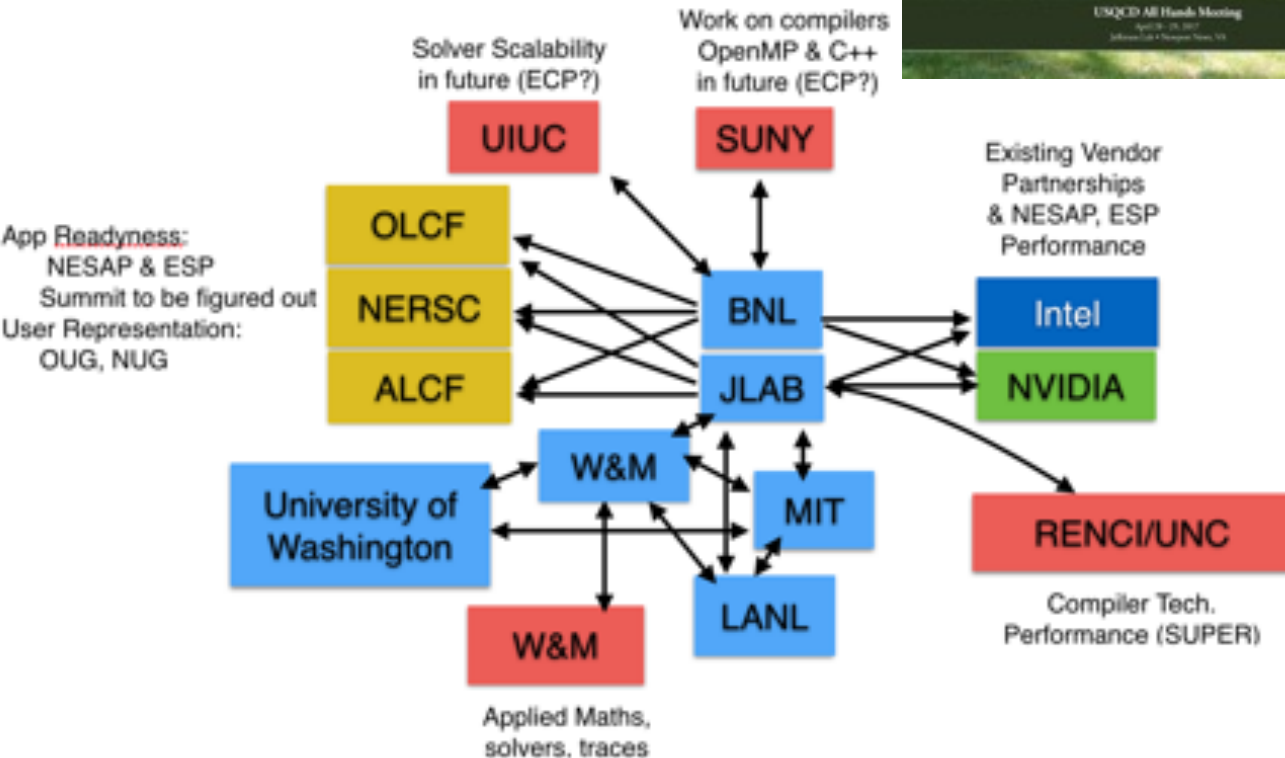 USQCD All Hands Meeting
Work on compilers
OpenMP & C++
in future (ECP?)
Solver Scalability
in future (ECP?)
UIUC
SUNY
Existing Vendor
Partnerships
& NESAP, ESP
Performance
App Readyness:
NESAP & ESP
Summit to be figured out
User Representation:
OUG, NUG
OLCF
NERSC
ALCF
BNL
JLAB
Intel
NVIDIA
W&M
University of
Washington
MIT
RENCI/UNC
LANL
Compiler Tech.
Performance (SUPER)
W&M
Applied Maths,
solvers, traces